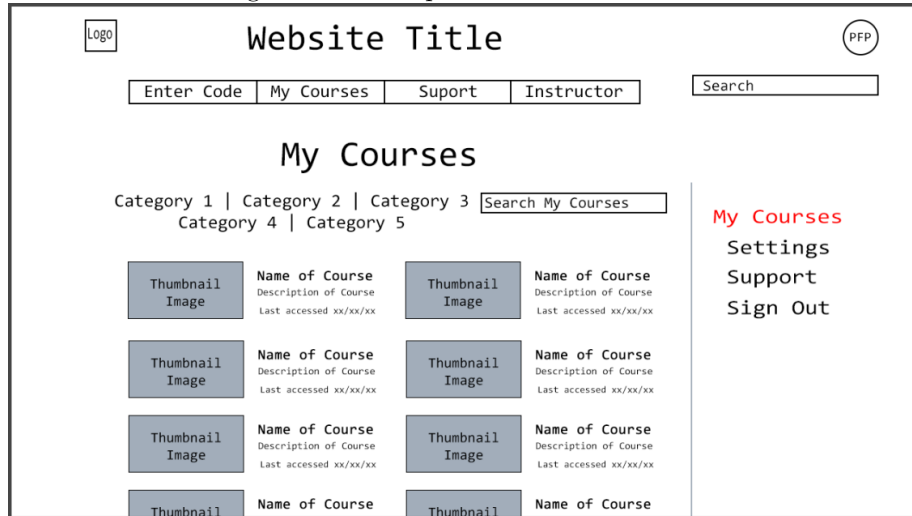 Logo
Website Title
PFP
Enter Code
My Courses
Suport
Instructor
Search
My Courses
Category 1 | Category 2 | Category 3
Category 4 | Category 5
Search My Courses
My Courses
Settings
Support
Sign Out
Thumbnail
Image
Name of Course
Description of Course
Last accessed xx/xx/xx
Thumbnail
Image
Name of Course
Description of Course
Last accessed xx/xx/xx
Thumbnail
Image
Name of Course
Description of Course
Last accessed xx/xx/xx
Thumbnail
Image
Name of Course
Description of Course
Last accessed xx/xx/xx
Thumbnail
Image
Name of Course
Description of Course
Last accessed xx/xx/xx
Thumbnail
Image
Name of Course
Description of Course
Last accessed xx/xx/xx
Thumbnail
Name of Course
Thumbnail
Name of Course